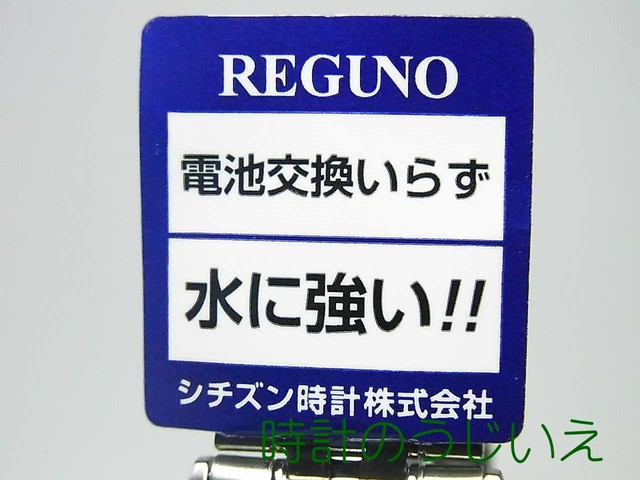 REGUNO
電池交換いらず
水に強い!!
シチズン時計株式会社
時計のうじいえ